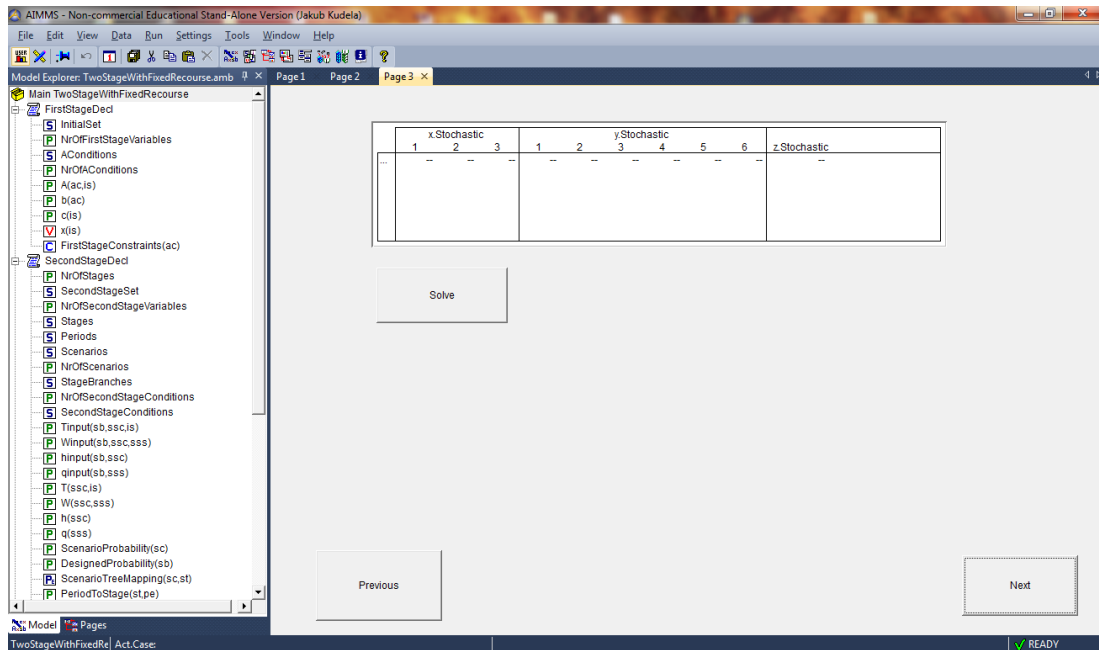 AIMMS - Non-commercial Educational Stand-Alone Version (Jakub Kudela)
File Edit View Data Run Settings Tools Window Help
Model Explorer: TwoStageWithFixedRecourse.amb
Page 1 Page 2 Page 3
Main TwoStageWithFixedRecourse
FirstStageDecl
S InitialSet
P NrOfFirstStageVariables
S AConditions
P NrOfAConditions
P A(ac,is)
P b(ac)
P c(is)
V x(is)
C FirstStageConstraints(ac)
SecondStageDecl
P NrOfStages
S SecondStageSet
P NrOfSecondStageVariables
S Stages
S Periods
S Scenarios
P NrOfScenarios
S StageBranches
P NrOfSecondStageConditions
S SecondStageConditions
P Tinput(sb,ssc,is)
P Winput(sb,ssc,sss)
P hinput(sb,ssc)
P qinput(sb,sss)
P T(ssc,is)
P W(ssc,sss)
P h(ssc)
P q(sss)
P ScenarioProbability(sc)
P DesignedProbability(sb)
P ScenarioTreeMapping(sc,st)
P PeriodToStage(st,pe)
Model Pages
x.Stochastic y.Stochastic
1 2 3 1 2 3 4 5 6 z.Stochastic
... -- -- -- -- -- -- -- -- -- --
Solve
Previous
Next
TwoStageWithFixedRe Act.Case:
READY